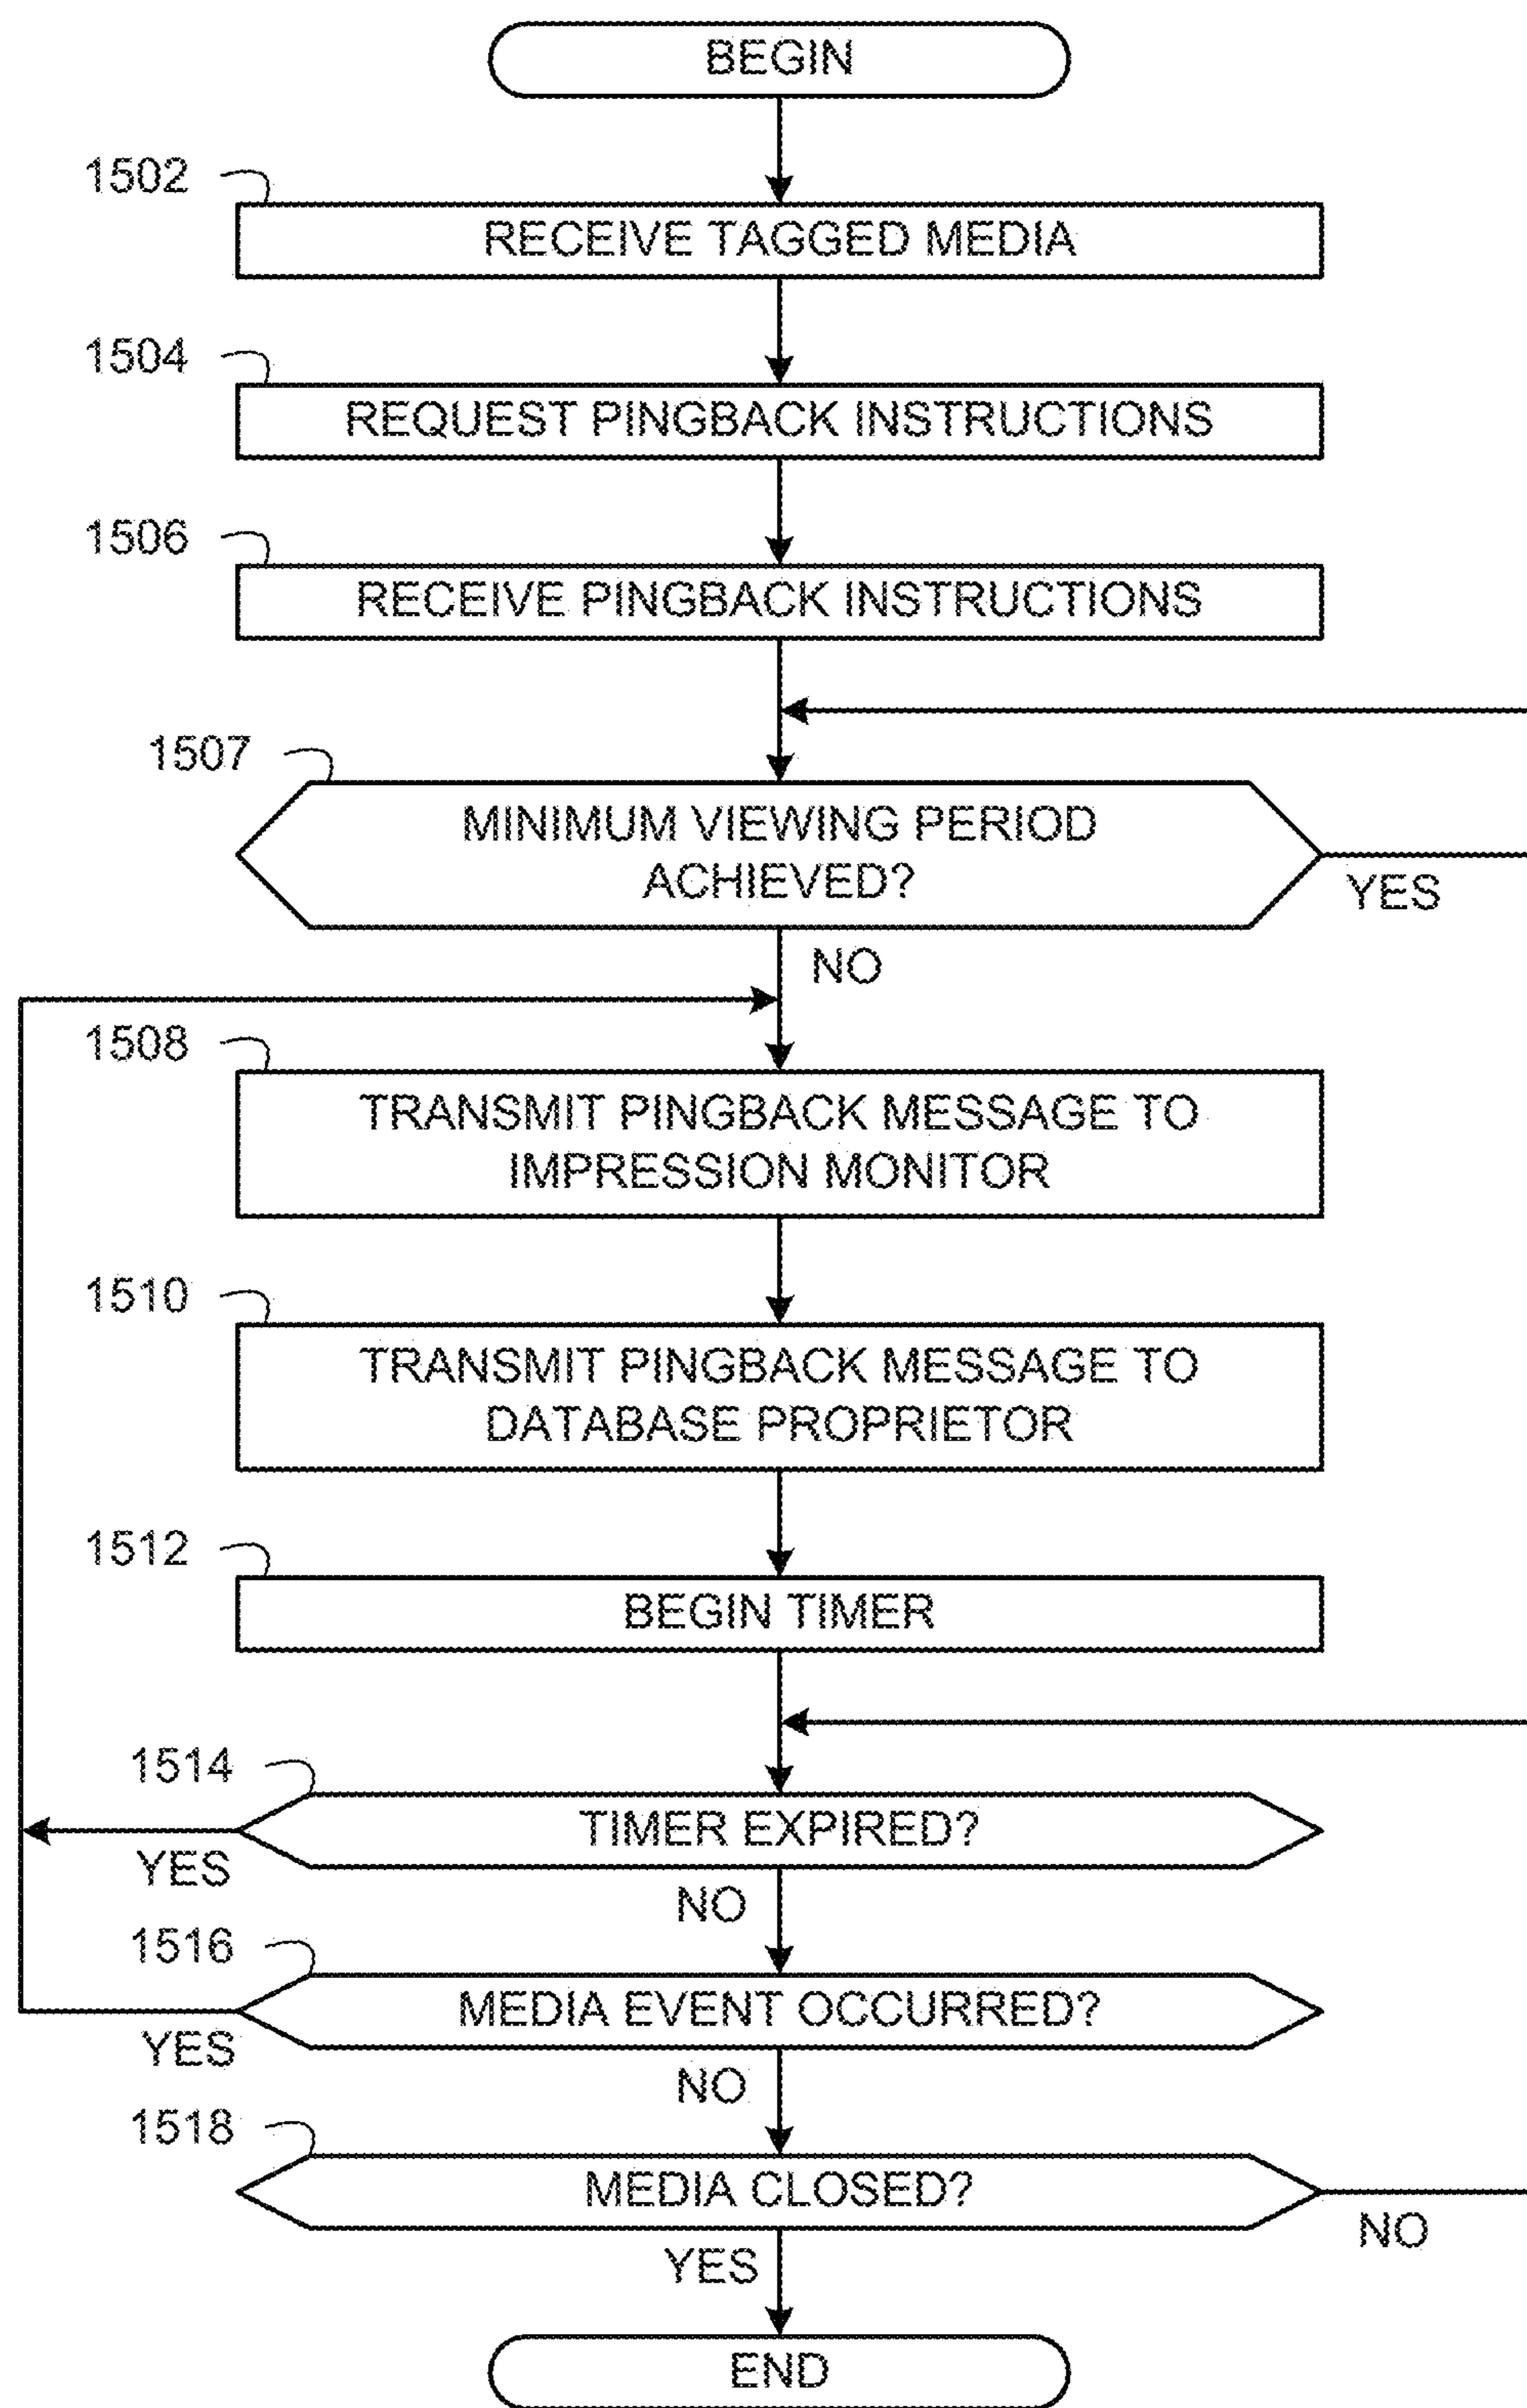 BEGIN
1502
RECEIVE TAGGED MEDIA
1504
REQUEST PINGBACK INSTRUCTIONS
1506
RECEIVE PINGBACK INSTRUCTIONS
1507
MINIMUM VIEWING PERIOD
ACHIEVED?
YES
NO
1508
TRANSMIT PINGBACK MESSAGE TO
IMPRESSION MONITOR
1510
TRANSMIT PINGBACK MESSAGE TO
DATABASE PROPRIETOR
1512
BEGIN TIMER
1514
TIMER EXPIRED?
YES
NO
1516
MEDIA EVENT OCCURRED?
YES
NO
1518
MEDIA CLOSED?
NO
YES
END